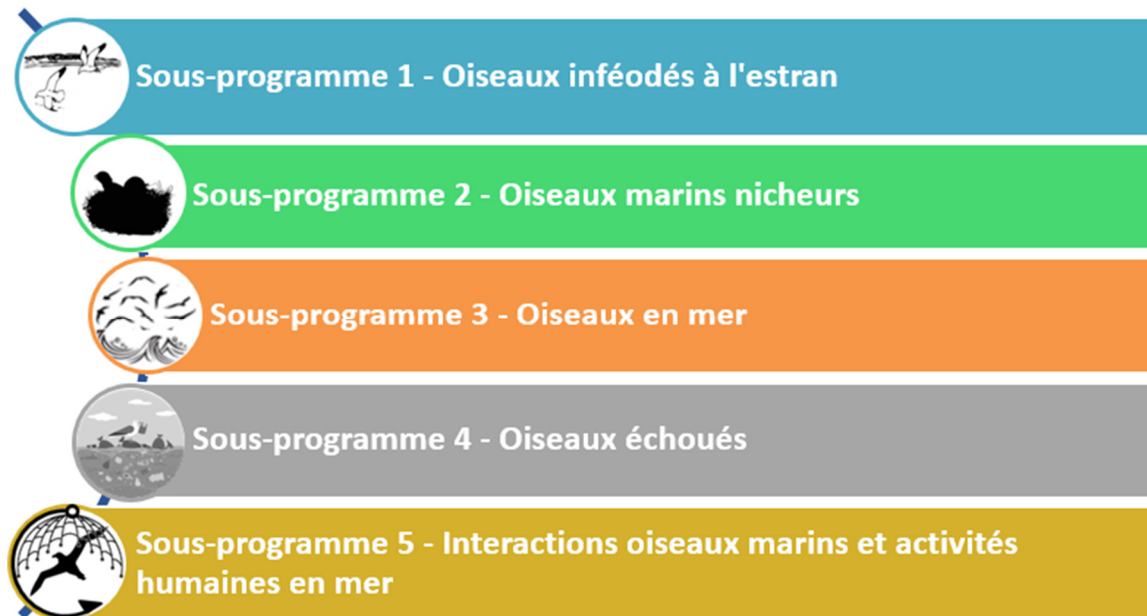 Sous-programme 1 - Oiseaux inféodés à l'estran
Sous-programme 2 - Oiseaux marins nicheurs
Sous-programme 3 - Oiseaux en mer
Sous-programme 4 - Oiseaux échoués
Sous-programme 5 - Interactions oiseaux marins et activités
humaines en mer